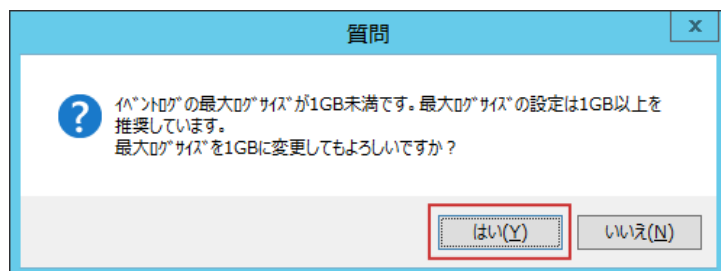 質問
x
?
ｲﾍﾞﾝﾄﾛｸﾞの最大ﾛｸﾞｻｲｽﾞが1GB未満です。最大ﾛｸﾞｻｲｽﾞの設定は1GB以上を
推奨しています。
最大ﾛｸﾞｻｲｽﾞを1GBに変更してもよろしいですか？
はい(Y) いいえ(N)